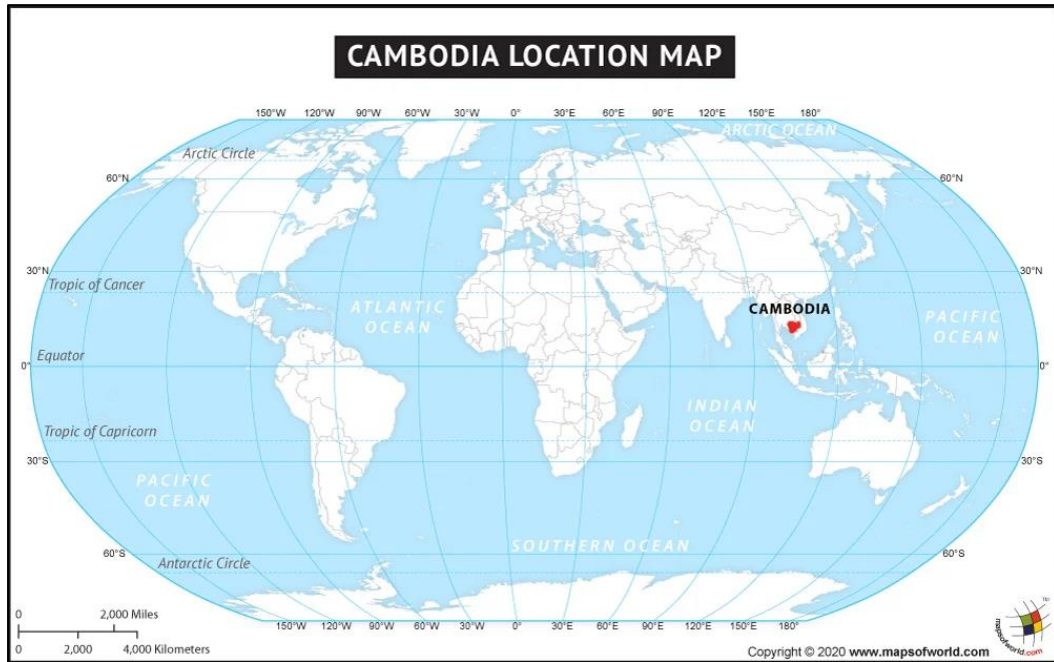 CAMBODIA LOCATION MAP
150°W 120°W 90°W 60°W 30°W 0° 30°E 60°E 90°E 120°E 150°E 180°
ARCTIC OCEAN
Arctic Circle
60°N 60°N
30°N 30°N
Tropic of Cancer
ATLANTIC
OCEAN
CAMBODIA
PACIFIC
OCEAN
Equator
0° 0°
INDIAN
OCEAN
Tropic of Capricorn
30°S 30°S
PACIFIC
OCEAN
SOUTHERN OCEAN
60°S 60°S
Antarctic Circle
150°W 120°W 90°W 60°W 30°W 0° 30°E 60°E 90°E 120°E 150°E 180°
0 2,000 Miles
0 2,000 4,000 Kilometers
Copyright © 2020 www.mapsofworld.com
mapsofworld.com
TM